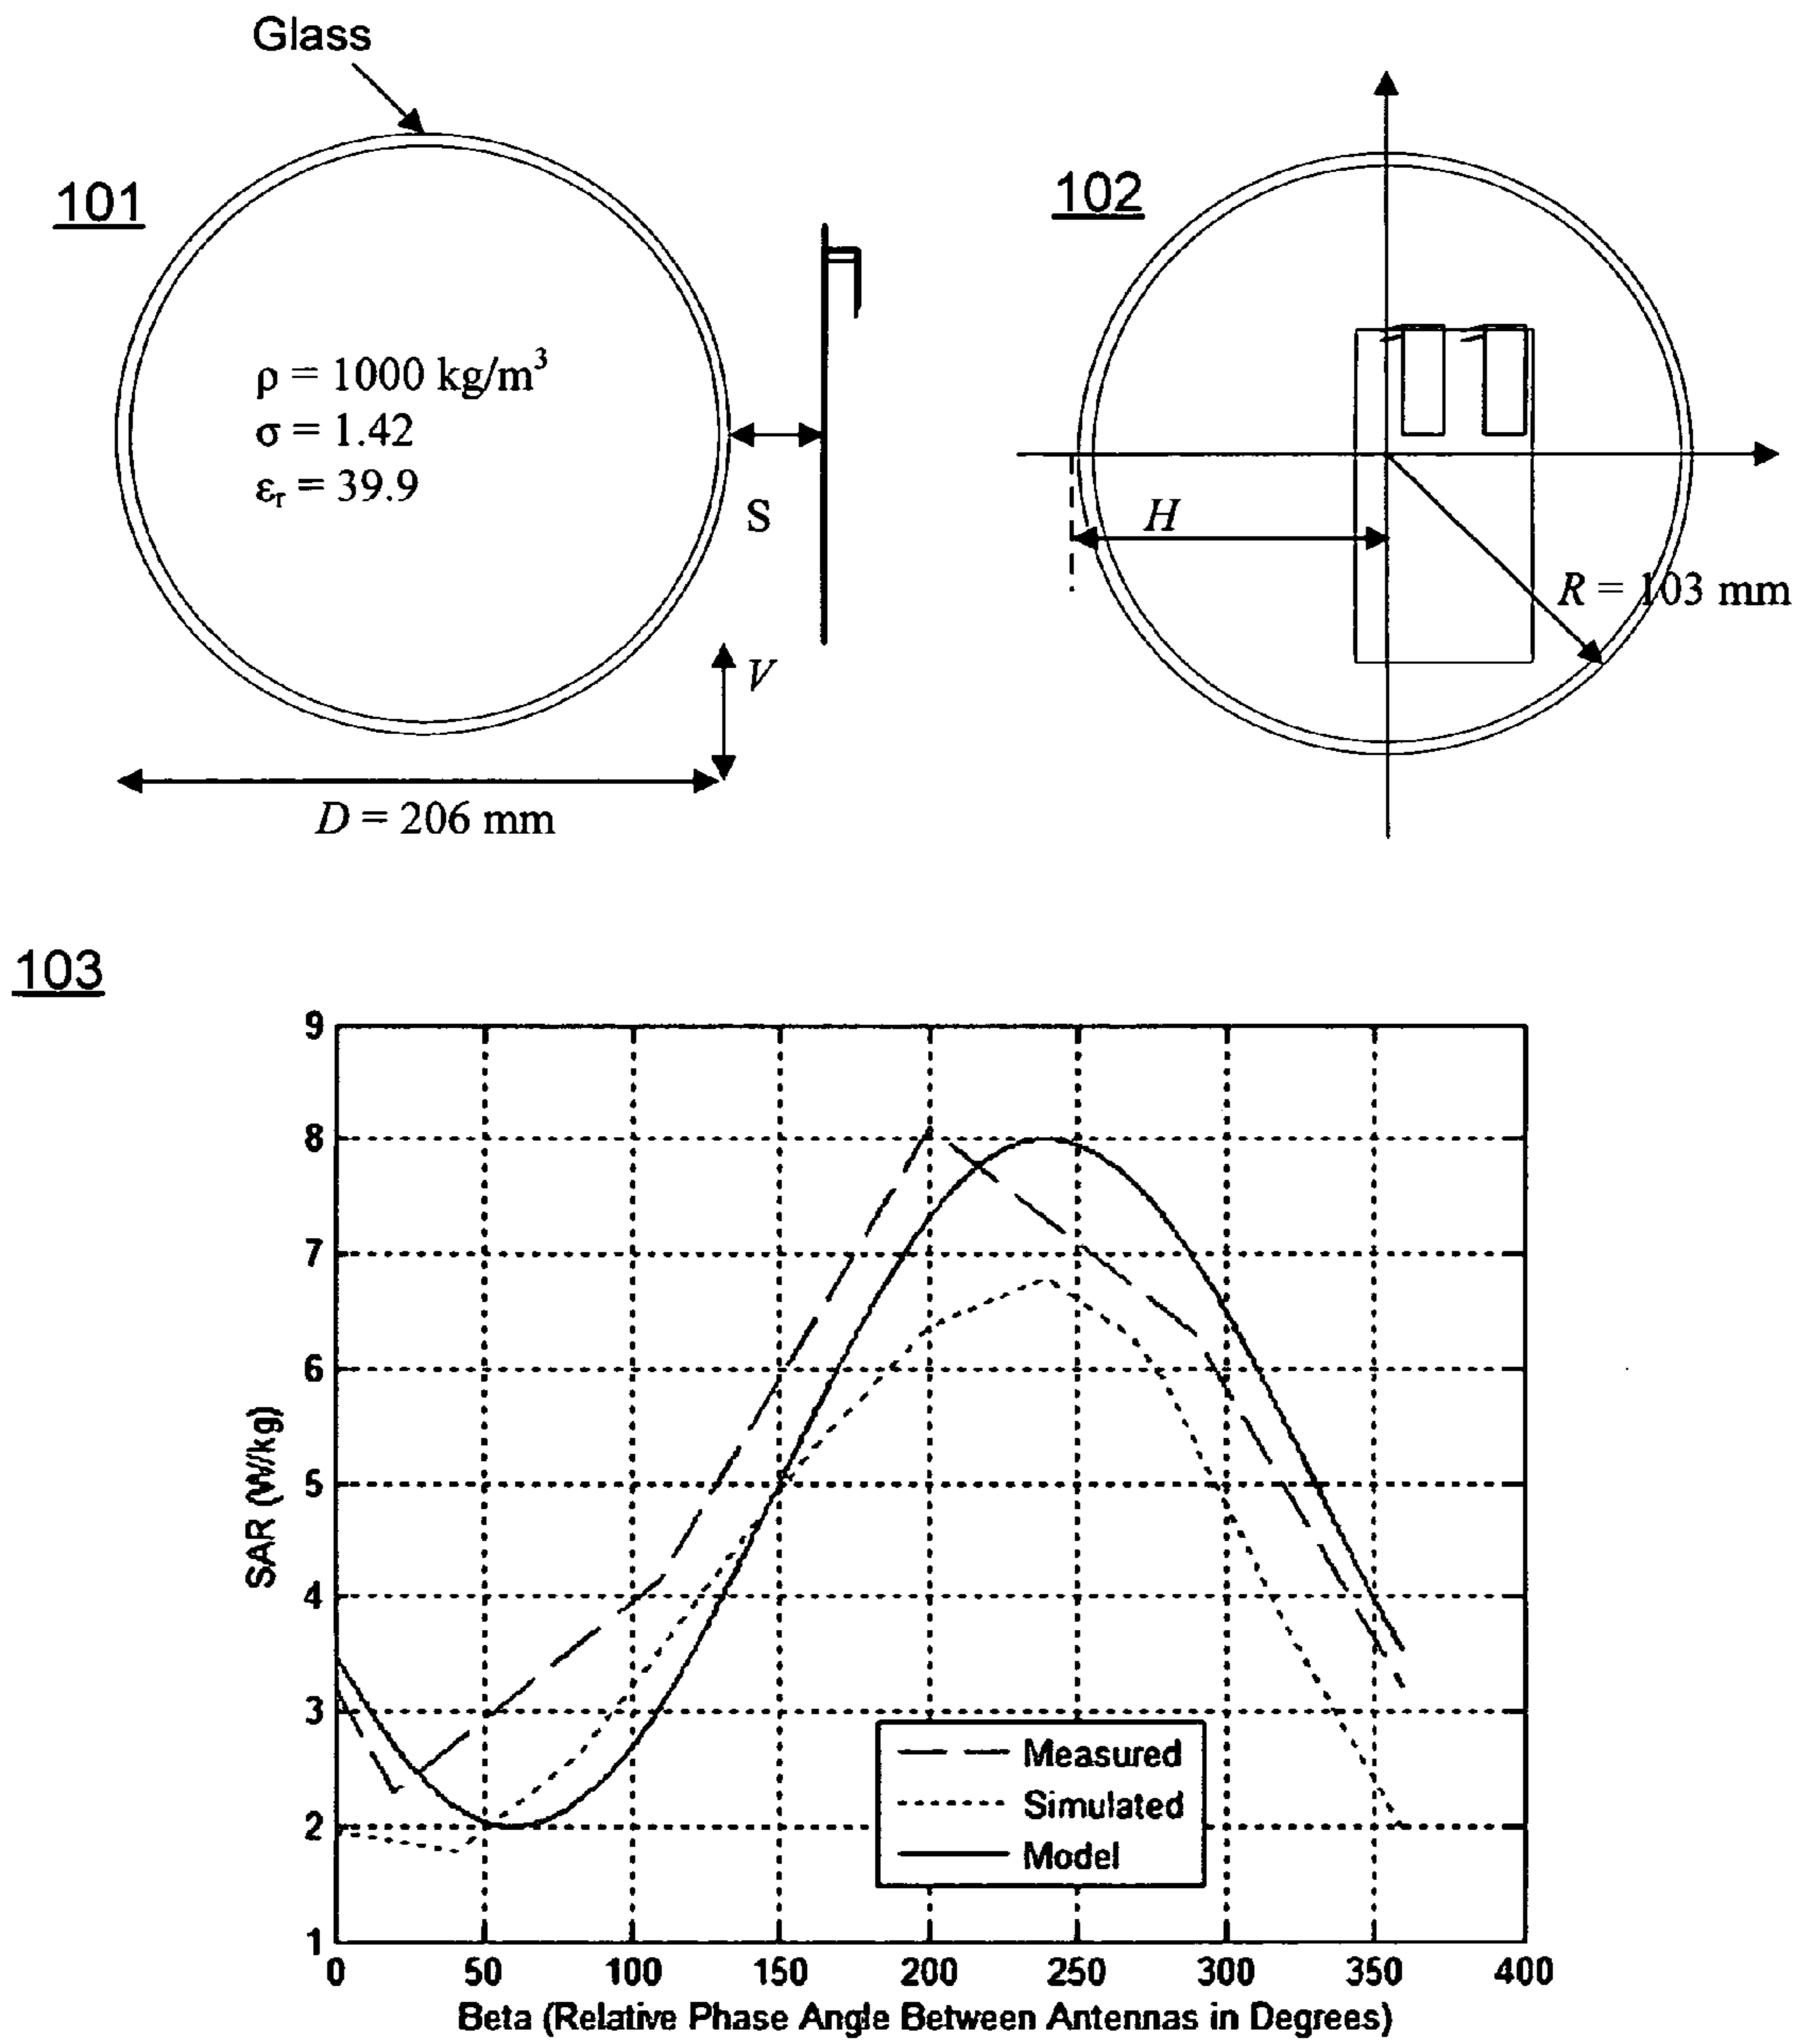 Glass
101
ρ = 1000 kg/m³
σ = 1.42
εr = 39.9
S
V
D = 206 mm
102
H
R = 103 mm
103
SAR (W/kg)
9
8
7
6
5
4
3
2
1
0 50 100 150 200 250 300 350 400
Measured
Simulated
Model
Beta (Relative Phase Angle Between Antennas in Degrees)